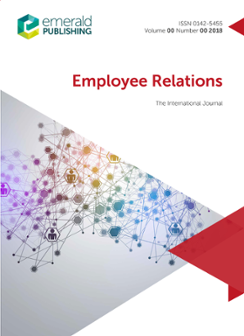 emerald
PUBLISHING
ISSN 0142-5455
Volume 00 Number 00 2018
Employee Relations
The International Journal